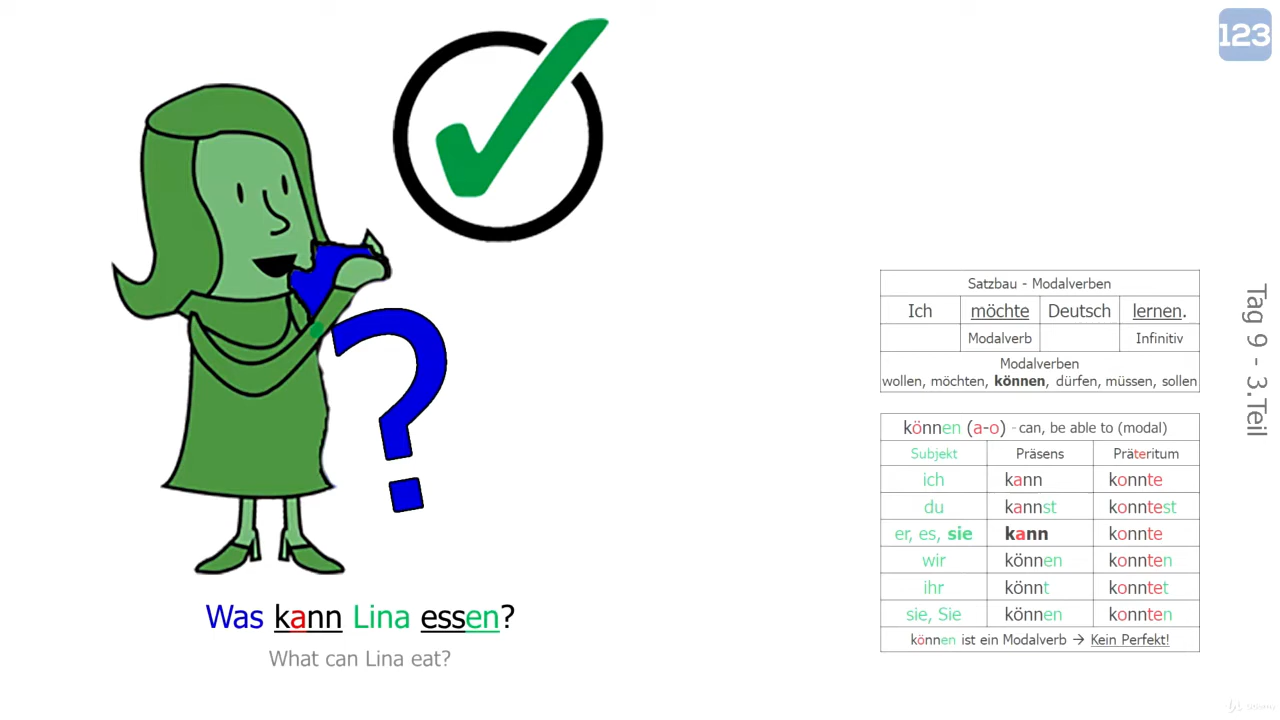 123
Was kann Lina essen?
What can Lina eat?
Satzbau - Modalverben
Ich möchte Deutsch lernen.
Modalverb Infinitiv
Modalverben
wollen, möchten, können, dürfen, müssen, sollen
können (a-o) - can, be able to (modal)
Subjekt Präsens Präteritum
ich kann konnte
du kannst konntest
er, es, sie kann konnte
wir können konnten
ihr könnt konntet
sie, Sie können konnten
können ist ein Modalverb → Kein Perfekt!
Tag 9 - 3.Teil